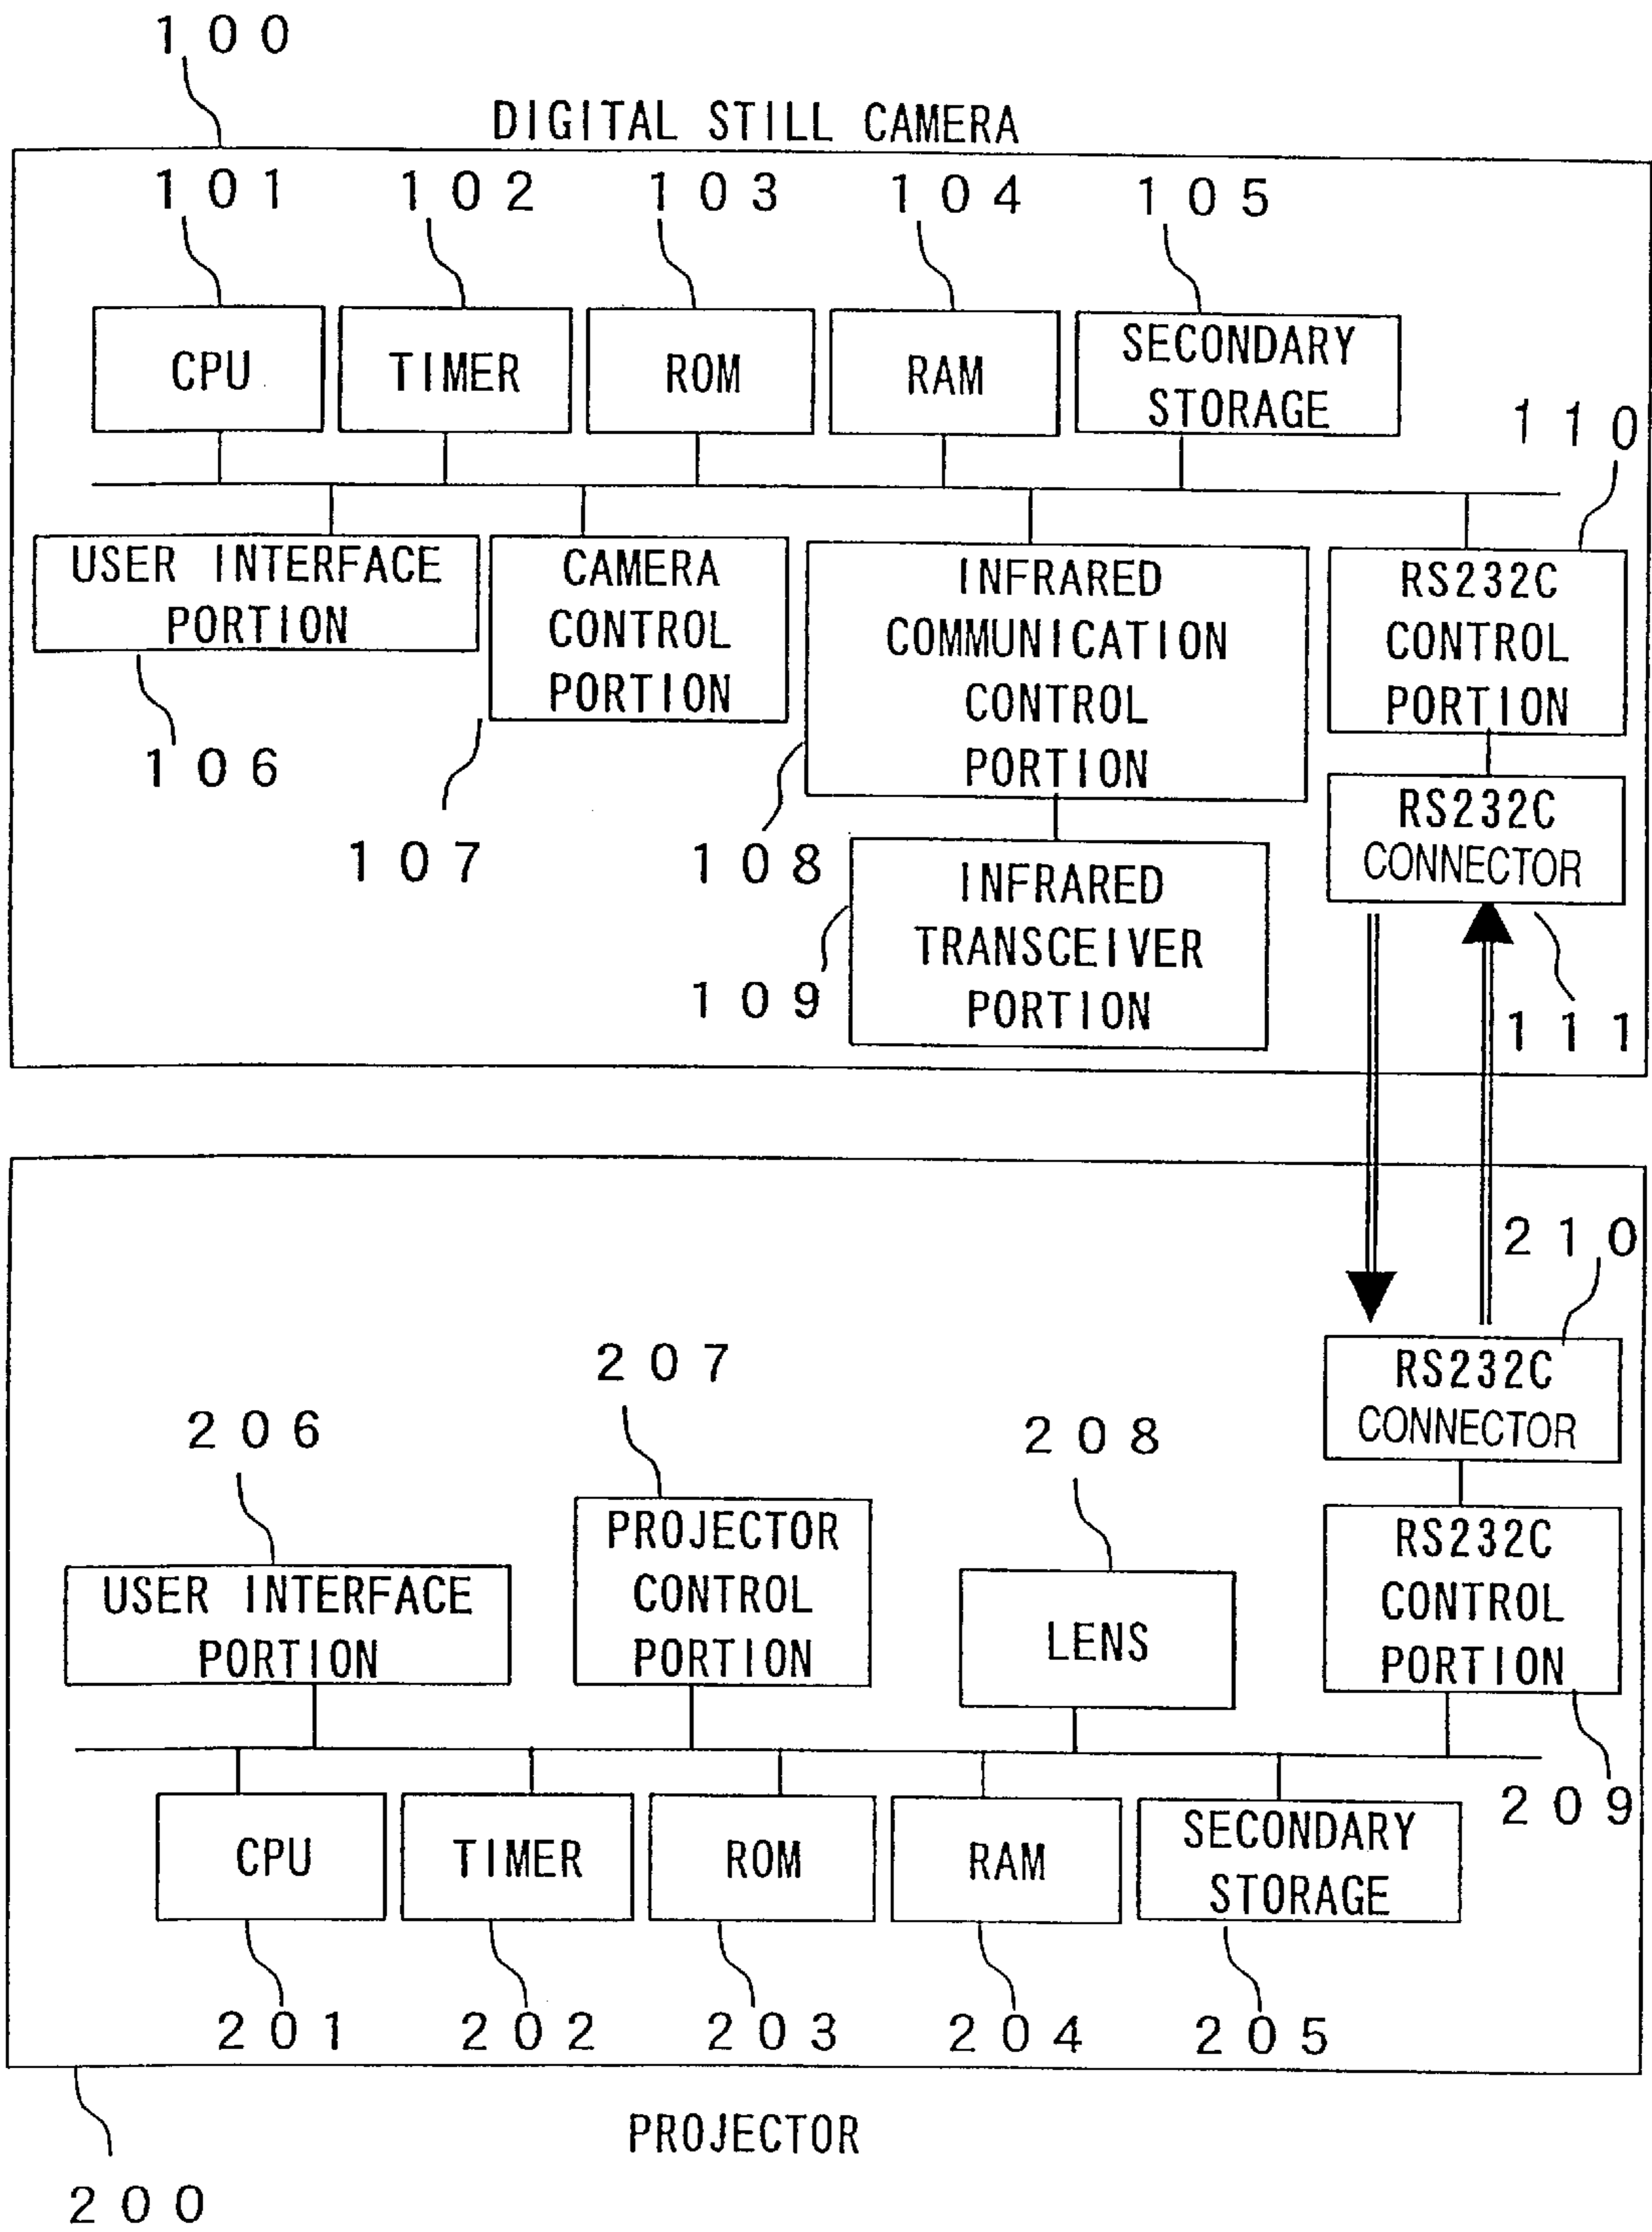 100
DIGITAL STILL CAMERA
101 102 103 104 105
CPU
TIMER
ROM
RAM
SECONDARY
STORAGE
110
USER INTERFACE
PORTION
106
CAMERA
CONTROL
PORTION
107
INFRARED
COMMUNICATION
CONTROL
PORTION
108
RS232C
CONTROL
PORTION
RS232C
CONNECTOR
111
INFRARED
TRANSCEIVER
PORTION
109
210
RS232C
CONNECTOR
207
206
208
PROJECTOR
CONTROL
PORTION
USER INTERFACE
PORTION
LENS
RS232C
CONTROL
PORTION
209
CPU
TIMER
ROM
RAM
SECONDARY
STORAGE
201 202 203 204 205
PROJECTOR
200